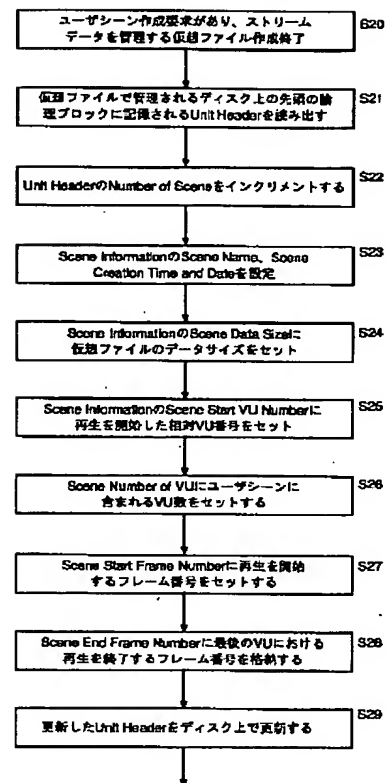 ユーザシーン作成要求があり、ストリーム
データを管理する仮想ファイル作成終了
S20
仮想ファイルで管理されるディスク上の先頭の論
理ブロックに記録されるUnit Headerを読み出す
S21
Unit HeaderのNumber of Sceneをインクリメントする
S22
Scene InformationのScene Name、Scene
Creation Time and Dateを設定
S23
Scene InformationのScene Data Sizeに
仮想ファイルのデータサイズをセット
S24
Scene InformationのScene Start VU Numberに
再生を開始した相対VU番号をセット
S25
Scene Number of VUにユーザシーンに
含まれるVU数をセットする
S26
Scene Start Frame Numberに再生を開始
するフレーム番号をセットする
S27
Scene End Frame Numberに最後のVUにおける
再生を終了するフレーム番号を格納する
S28
更新したUnit Headerをディスク上で更新する
S29